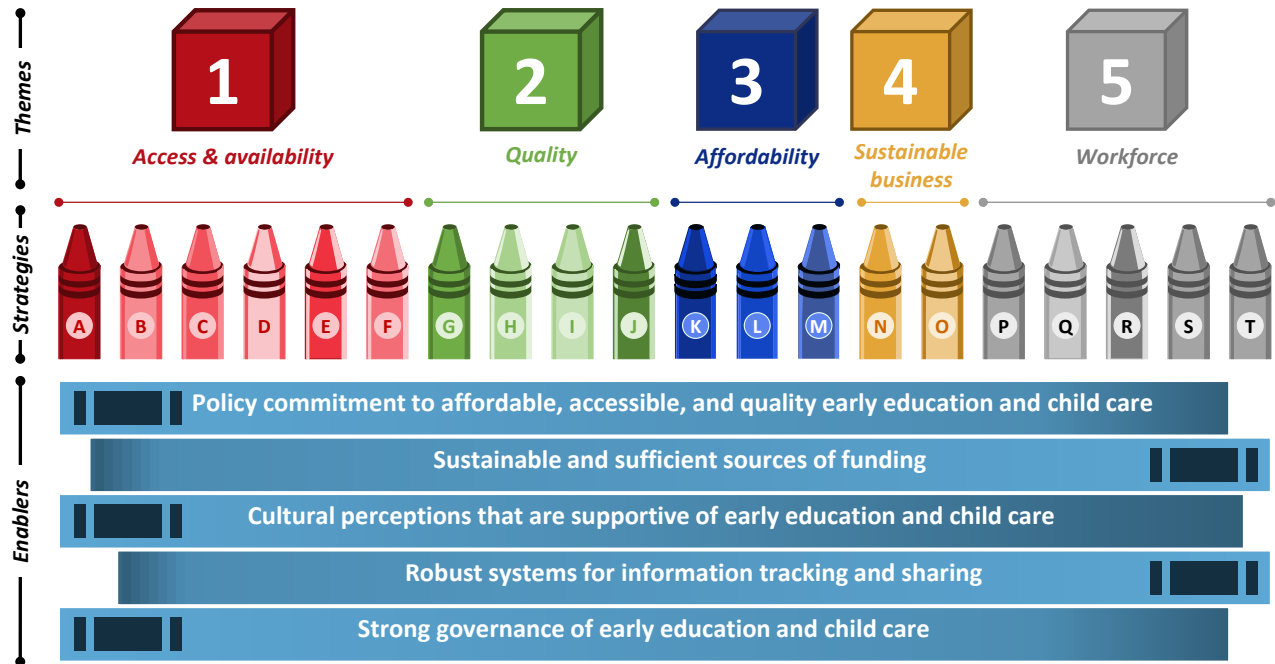 Themes
1
2
3
4
5
Access & availability
Quality
Affordability
Sustainable
business
Workforce
Strategies
A
B
C
D
E
F
G
H
I
J
K
L
M
N
O
P
Q
R
S
T
Enablers
Policy commitment to affordable, accessible, and quality early education and child care
Sustainable and sufficient sources of funding
Cultural perceptions that are supportive of early education and child care
Robust systems for information tracking and sharing
Strong governance of early education and child care